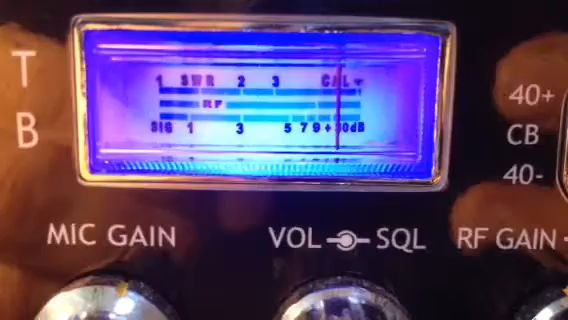 T
B
1 SWR 2 3 CAL
RF
SIG 1 3 5 7 9 +30dB
40+
CB
40-
MIC GAIN
VOL SQL
RF GAIN